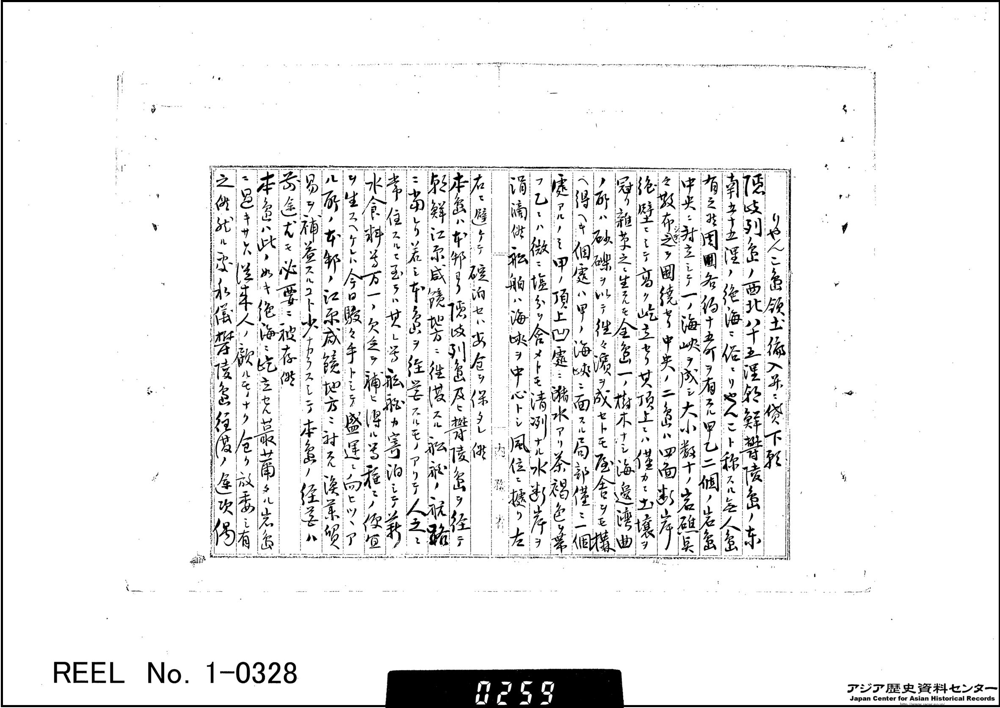 りやんこ島領土編入并ニ貸下願
隠岐列島ノ西北八十五浬朝鮮鬱陵島ノ東
南五十五浬ノ絶海ニ俗ニりやんこト称スル無人島
有之候周囲各約十五町ヲ有スル甲乙二個ノ岩島
中央ニ対立シテ一ノ海峡ヲ成シ大小数十ノ岩礁点
々散布シテ之ヲ囲繞セリ中央ノ二島ハ四面断岸
絶壁ニシテ高ク屹立セリ其頂上ニハ僅カニ土壌ヲ
冠リ雑草之ニ生スルモ全島一ノ樹木ナシ海辺湾曲
ノ所ハ砂礫ヲ以テ往々浜ヲ成セトモ屋舎ヲモ構
ヘ得ヘキ個処ハ甲ノ海峡ニ面スル局部僅ニ一個
処アルノミ甲ノ頂上凹処ニ潴水アリ茶褐色ヲ帯
フ乙ニハ微ニ塩分ヲ含メトモ清冽ナル水断岸ヲ
涓滴候船舶ハ海峡ヲ中心トシ風位ニ據リ左
内務省
右ニ避ケテ碇泊セハ安全ヲ保タレ候
本島ハ本邦ヨリ隠岐列島及ヒ鬱陵島ヲ経テ
朝鮮江原咸鏡地方ニ往復スル船舶ノ航路
ニ当レリ若シ本島ヲ経営スルモノアリテ人之ニ
常住スルニ至ラハ其レ等船舶カ寄泊シテ薪
水食料等万一ノ欠乏ヲ補ヒ得ル等種々ノ便宜
ヲ生スヘケレハ今日駸々乎トシテ盛運ニ向ヒツヽア
ル所ノ本邦ノ江原咸鏡地方ニ対スル漁業貿
易ヲ補益スルコト少ナカラスシテ本島ノ経営ハ
前途尤モ必要ニ被存候
本島ハ此ノ如キ絶海ニ屹立セル蕞爾タル岩島
ニ過キサレハ従来人ノ顧ルモノナク全ク放委シ有
之候然ル処私儀鬱陵島往復ノ途次偶
REEL No. 1-0328
0259
アジア歴史資料センター
Japan Center for Asian Historical Records
http://www.jacar.go.jp/